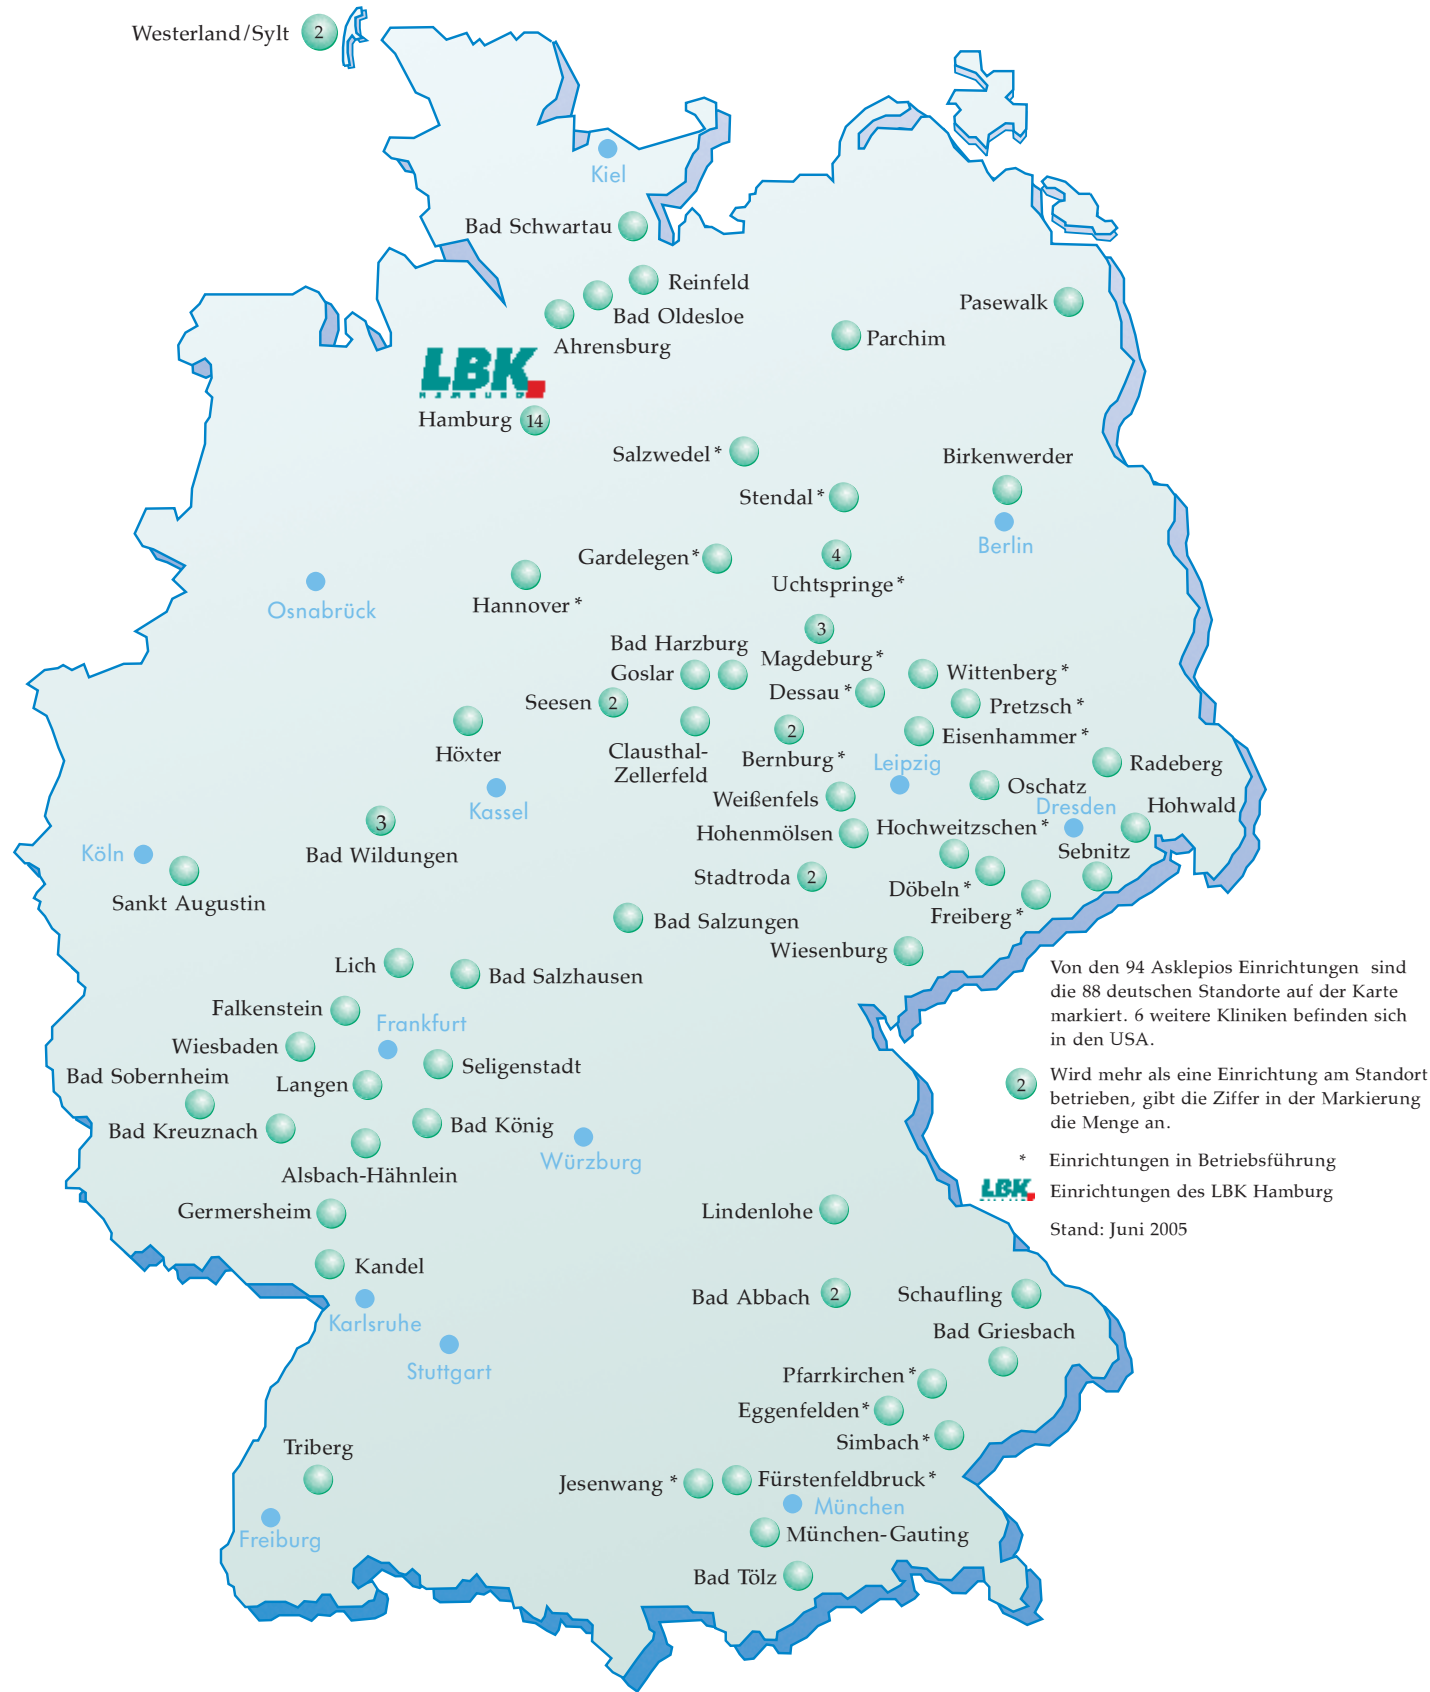 Westerland/Sylt
2
Kiel
Bad Schwartau
Reinfeld
Bad Oldesloe
Ahrensburg
Pasewalk
Parchim
LBK
HAMBURG
Hamburg
14
Salzwedel*
Birkenwerder
Stendal*
Berlin
Gardelegen*
4
Uchtspringe*
Osnabrück
Hannover*
3
Magdeburg*
Bad Harzburg
Goslar
Wittenberg*
Dessau*
Seesen
2
Pretzsch*
Höxter
Clausthal-
Zellerfeld
2
Bernburg*
Eisenhammer*
Leipzig
Radeberg
Kassel
Oschatz
Weißenfels
Dresden
Hohwald
3
Bad Wildungen
Hohenmölsen
Hochweitzschen*
Köln
Sebnitz
Sankt Augustin
Stadtroda
2
Döbeln*
Freiberg*
Bad Salzungen
Wiesenburg
Lich
Bad Salzhausen
Von den 94 Asklepios Einrichtungen sind
die 88 deutschen Standorte auf der Karte
markiert. 6 weitere Kliniken befinden sich
in den USA.
Falkenstein
Frankfurt
Wiesbaden
Seligenstadt
Bad Sobernheim
Langen
2
Wird mehr als eine Einrichtung am Standort
betrieben, gibt die Ziffer in der Markierung
die Menge an.
Bad Kreuznach
Bad König
Würzburg
Alsbach-Hähnlein
* Einrichtungen in Betriebsführung
LBK Einrichtungen des LBK Hamburg
Stand: Juni 2005
Germersheim
Lindenlohe
Kandel
Bad Abbach
2
Schaufling
Karlsruhe
Bad Griesbach
Stuttgart
Pfarrkirchen*
Eggenfelden*
Simbach*
Triberg
Jesenwang*
Fürstenfeldbruck*
München
Freiburg
München-Gauting
Bad Tölz